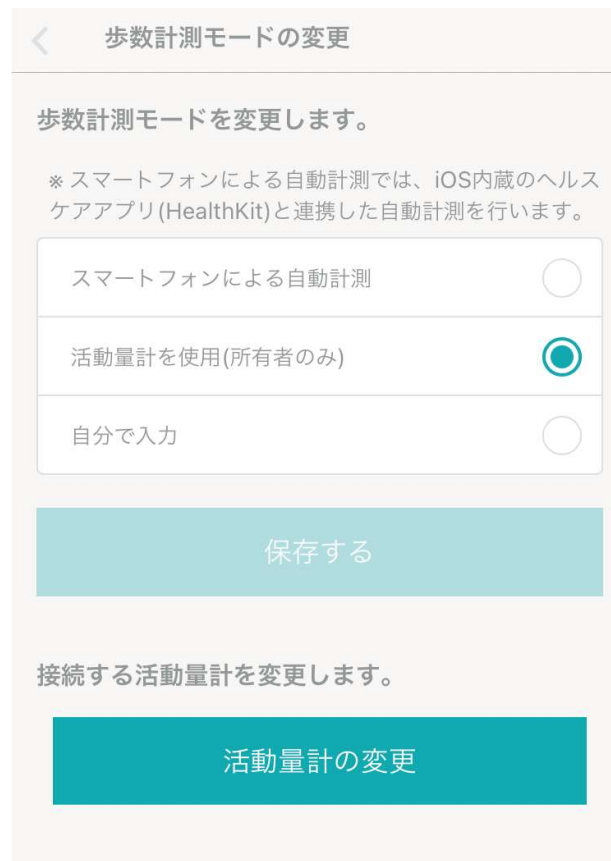 歩数計測モードの変更
歩数計測モードを変更します。
※ スマートフォンによる自動計測では、iOS内蔵のヘルス
ケアアプリ(HealthKit)と連携した自動計測を行います。
スマートフォンによる自動計測
活動量計を使用(所有者のみ)
自分で入力
保存する
接続する活動量計を変更します。
活動量計の変更